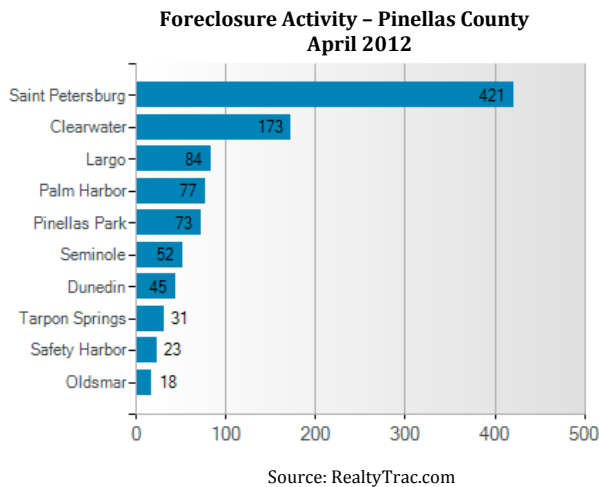 Foreclosure Activity – Pinellas County
April 2012
Saint Petersburg 421
Clearwater 173
Largo 84
Palm Harbor 77
Pinellas Park 73
Seminole 52
Dunedin 45
Tarpon Springs 31
Safety Harbor 23
Oldsmar 18
0 100 200 300 400 500
Source: RealtyTrac.com